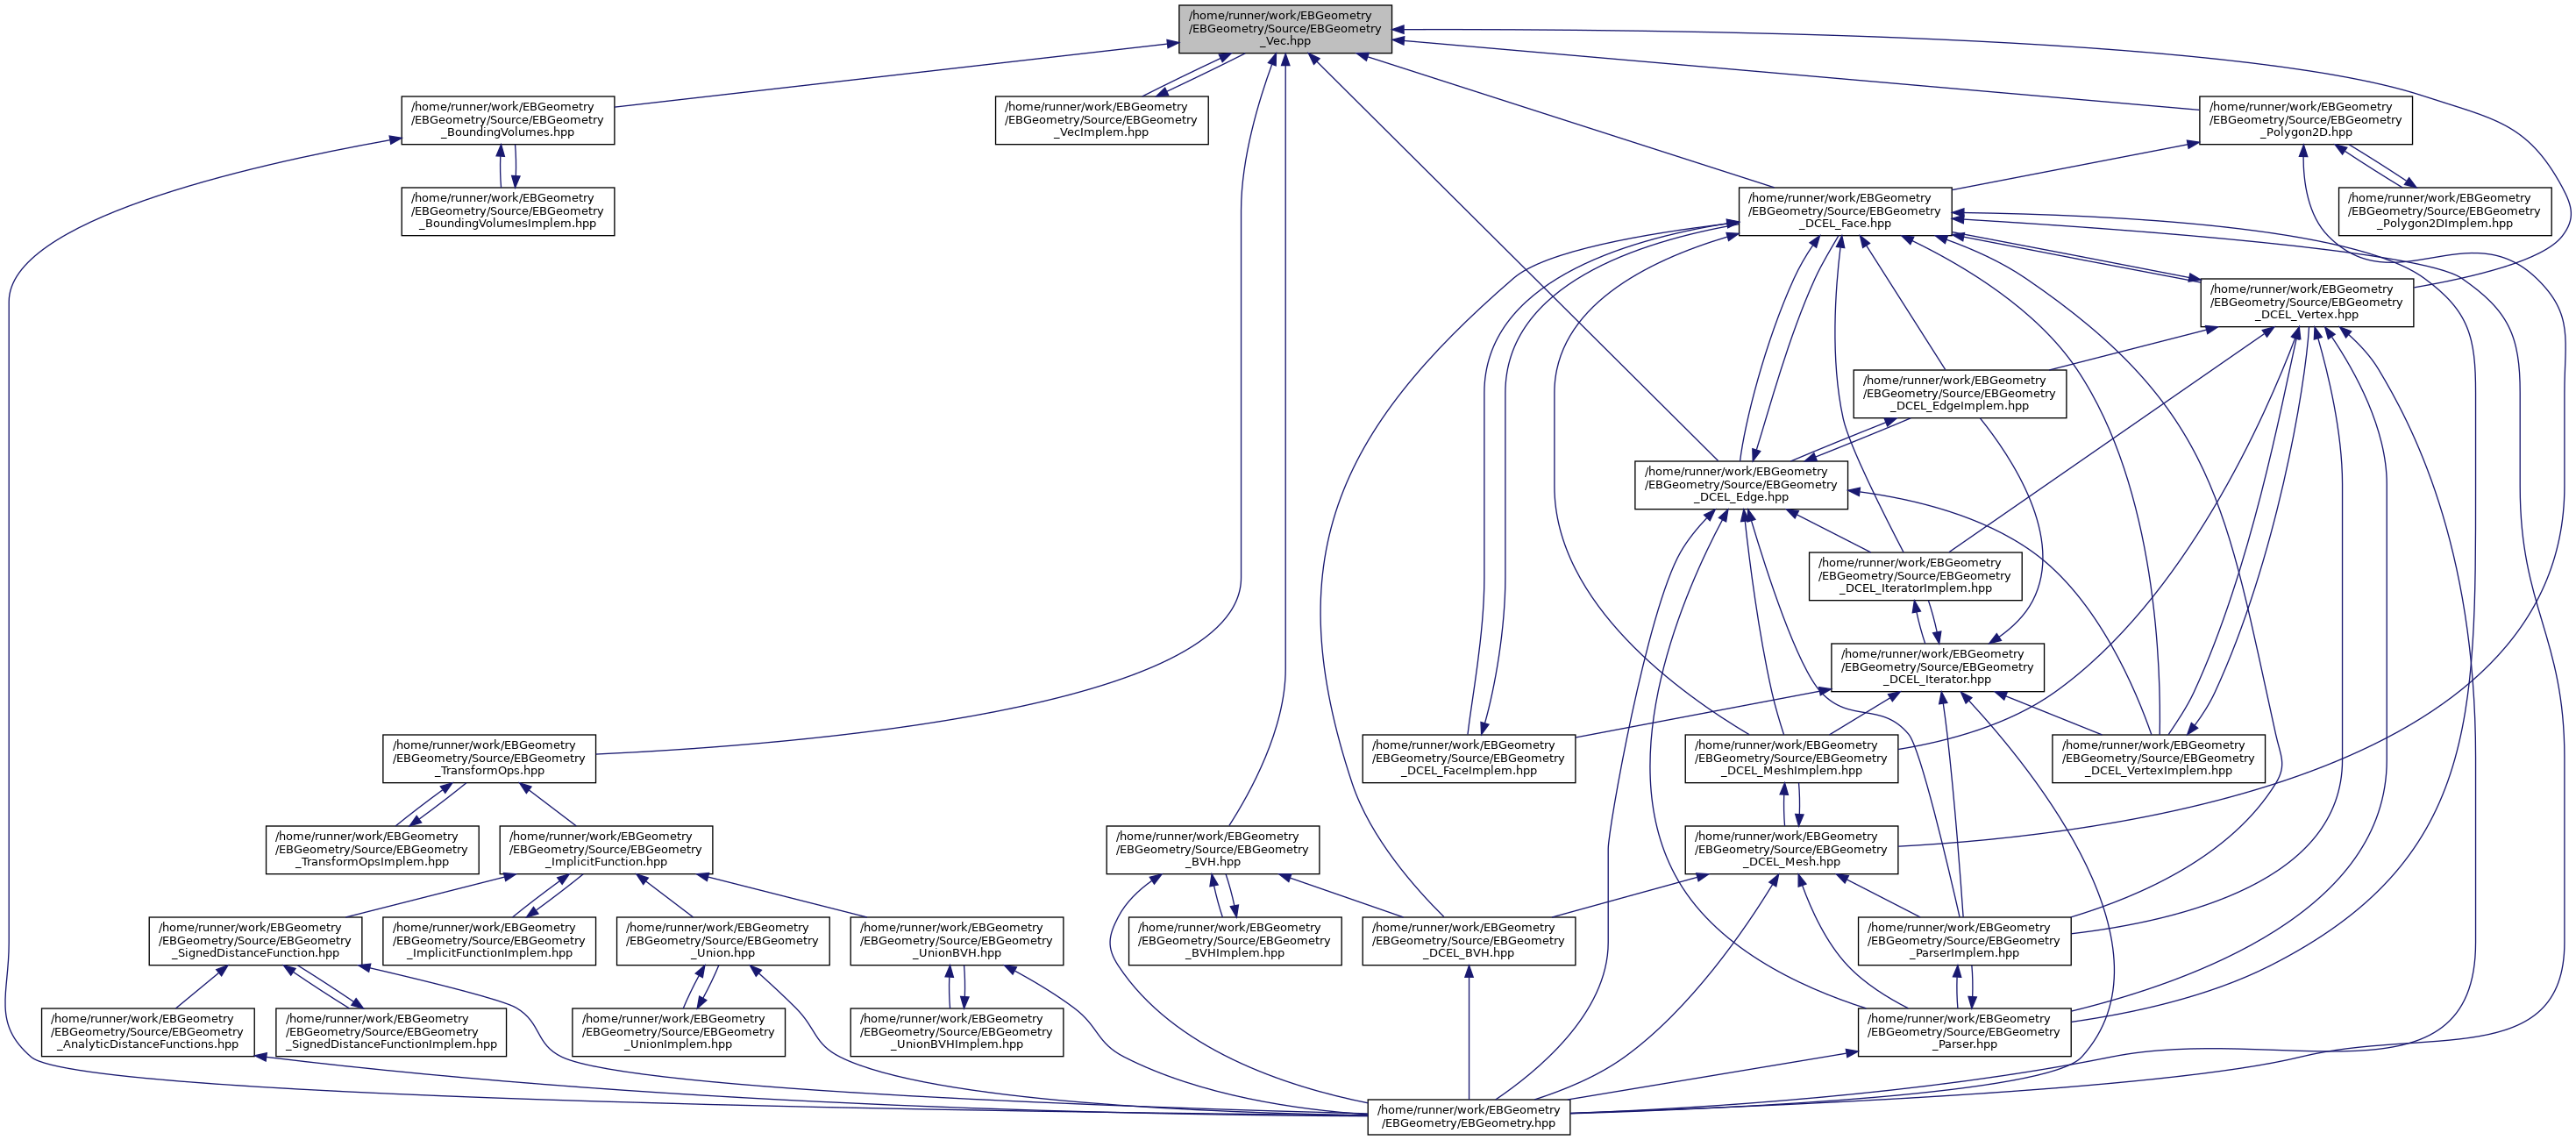 /home/runner/work/EBGeometry
/EBGeometry/Source/EBGeometry
_Vec.hpp
/home/runner/work/EBGeometry
/EBGeometry/Source/EBGeometry
_BoundingVolumes.hpp
/home/runner/work/EBGeometry
/EBGeometry/Source/EBGeometry
_VecImplem.hpp
/home/runner/work/EBGeometry
/EBGeometry/Source/EBGeometry
_Polygon2D.hpp
/home/runner/work/EBGeometry
/EBGeometry/Source/EBGeometry
_BoundingVolumesImplem.hpp
/home/runner/work/EBGeometry
/EBGeometry/Source/EBGeometry
_DCEL_Face.hpp
/home/runner/work/EBGeometry
/EBGeometry/Source/EBGeometry
_Polygon2DImplem.hpp
/home/runner/work/EBGeometry
/EBGeometry/Source/EBGeometry
_DCEL_Vertex.hpp
/home/runner/work/EBGeometry
/EBGeometry/Source/EBGeometry
_DCEL_EdgeImplem.hpp
/home/runner/work/EBGeometry
/EBGeometry/Source/EBGeometry
_DCEL_Edge.hpp
/home/runner/work/EBGeometry
/EBGeometry/Source/EBGeometry
_DCEL_IteratorImplem.hpp
/home/runner/work/EBGeometry
/EBGeometry/Source/EBGeometry
_DCEL_Iterator.hpp
/home/runner/work/EBGeometry
/EBGeometry/Source/EBGeometry
_TransformOps.hpp
/home/runner/work/EBGeometry
/EBGeometry/Source/EBGeometry
_DCEL_FaceImplem.hpp
/home/runner/work/EBGeometry
/EBGeometry/Source/EBGeometry
_DCEL_MeshImplem.hpp
/home/runner/work/EBGeometry
/EBGeometry/Source/EBGeometry
_DCEL_VertexImplem.hpp
/home/runner/work/EBGeometry
/EBGeometry/Source/EBGeometry
_TransformOpsImplem.hpp
/home/runner/work/EBGeometry
/EBGeometry/Source/EBGeometry
_ImplicitFunction.hpp
/home/runner/work/EBGeometry
/EBGeometry/Source/EBGeometry
_BVH.hpp
/home/runner/work/EBGeometry
/EBGeometry/Source/EBGeometry
_DCEL_Mesh.hpp
/home/runner/work/EBGeometry
/EBGeometry/Source/EBGeometry
_SignedDistanceFunction.hpp
/home/runner/work/EBGeometry
/EBGeometry/Source/EBGeometry
_ImplicitFunctionImplem.hpp
/home/runner/work/EBGeometry
/EBGeometry/Source/EBGeometry
_Union.hpp
/home/runner/work/EBGeometry
/EBGeometry/Source/EBGeometry
_UnionBVH.hpp
/home/runner/work/EBGeometry
/EBGeometry/Source/EBGeometry
_BVHImplem.hpp
/home/runner/work/EBGeometry
/EBGeometry/Source/EBGeometry
_DCEL_BVH.hpp
/home/runner/work/EBGeometry
/EBGeometry/Source/EBGeometry
_ParserImplem.hpp
/home/runner/work/EBGeometry
/EBGeometry/Source/EBGeometry
_AnalyticDistanceFunctions.hpp
/home/runner/work/EBGeometry
/EBGeometry/Source/EBGeometry
_SignedDistanceFunctionImplem.hpp
/home/runner/work/EBGeometry
/EBGeometry/Source/EBGeometry
_UnionImplem.hpp
/home/runner/work/EBGeometry
/EBGeometry/Source/EBGeometry
_UnionBVHImplem.hpp
/home/runner/work/EBGeometry
/EBGeometry/Source/EBGeometry
_Parser.hpp
/home/runner/work/EBGeometry
/EBGeometry/EBGeometry.hpp